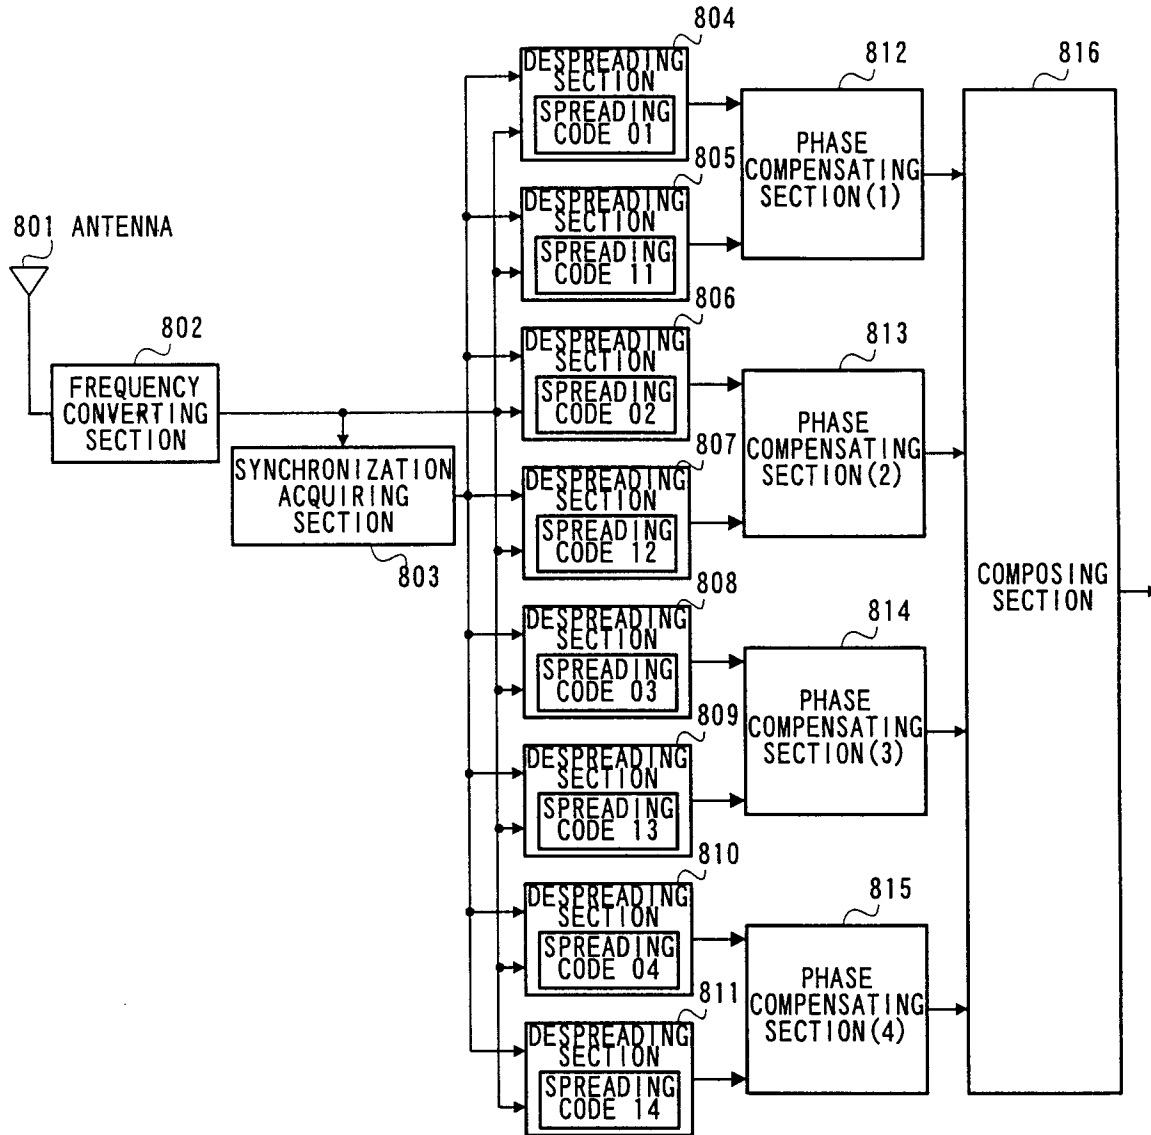 804
DESPREADING
SECTION
SPREADING
CODE 01
812
PHASE
COMPENSATING
SECTION(1)
816
COMPOSING
SECTION
805
DESPREADING
SECTION
SPREADING
CODE 11
801 ANTENNA
802
FREQUENCY
CONVERTING
SECTION
SYNCHRONIZATION
ACQUIRING
SECTION
803
806
DESPREADING
SECTION
SPREADING
CODE 02
813
PHASE
COMPENSATING
SECTION(2)
807
DESPREADING
SECTION
SPREADING
CODE 12
808
DESPREADING
SECTION
SPREADING
CODE 03
814
PHASE
COMPENSATING
SECTION(3)
809
DESPREADING
SECTION
SPREADING
CODE 13
810
DESPREADING
SECTION
SPREADING
CODE 04
815
PHASE
COMPENSATING
SECTION(4)
811
DESPREADING
SECTION
SPREADING
CODE 14